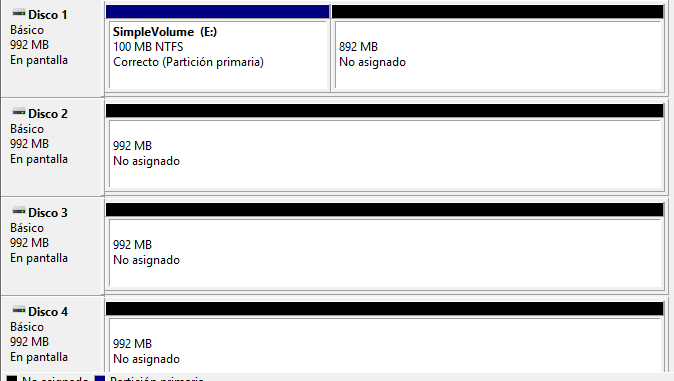 Disco 1
Básico
992 MB
En pantalla
SimpleVolume (E:)
100 MB NTFS
Correcto (Partición primaria)
892 MB
No asignado
Disco 2
Básico
992 MB
En pantalla
992 MB
No asignado
Disco 3
Básico
992 MB
En pantalla
992 MB
No asignado
Disco 4
Básico
992 MB
En pantalla
992 MB
No asignado
No asignado Partición primaria